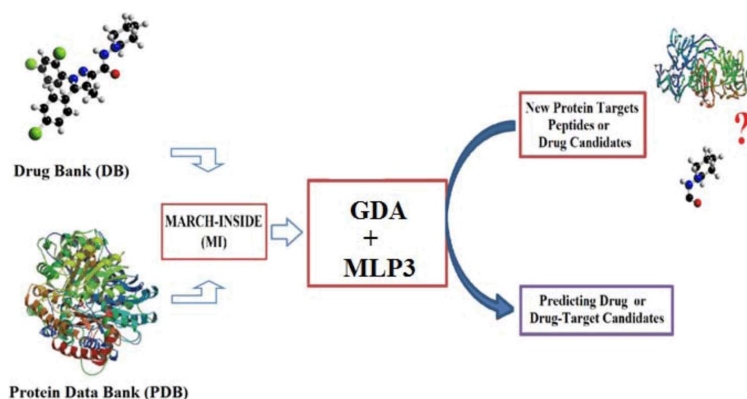 Drug Bank (DB)
Protein Data Bank (PDB)
MARCH-INSIDE
(MI)
GDA
+
MLP3
New Protein Targets
Peptides or
Drug Candidates
?
Predicting Drug or
Drug-Target Candidates